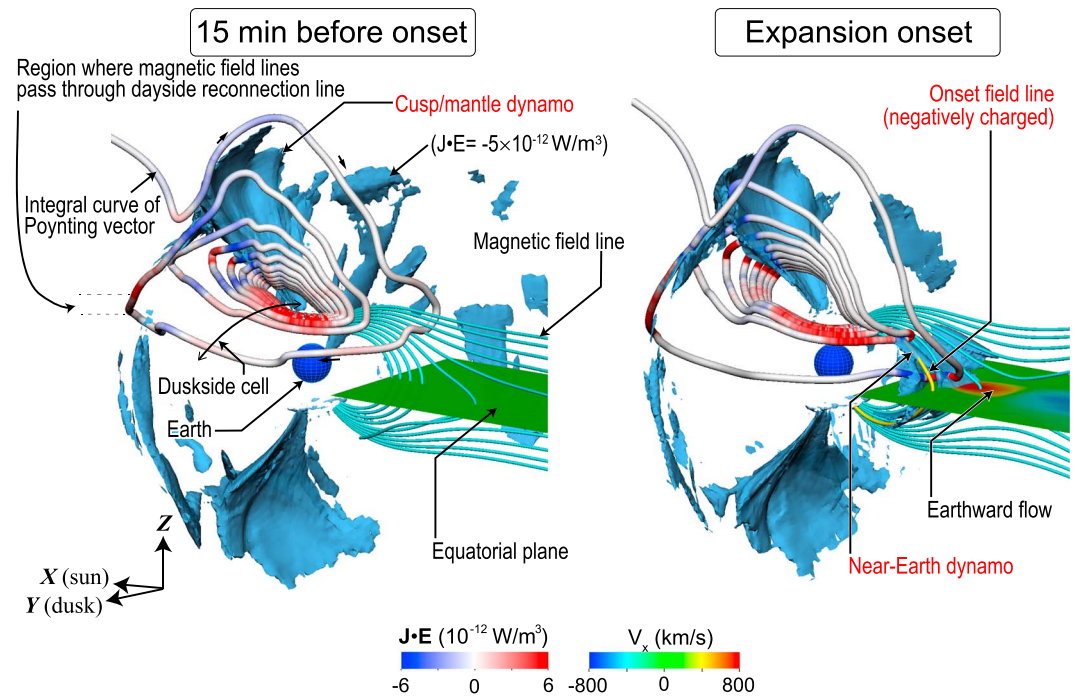 15 min before onset
Expansion onset
Region where magnetic field lines
pass through dayside reconnection line
Cusp/mantle dynamo
(J•E= -5×10⁻¹² W/m³)
Integral curve of
Poynting vector
Magnetic field line
Duskside cell
Earth
Equatorial plane
Z
X (sun)
Y (dusk)
Onset field line
(negatively charged)
Earthward flow
Near-Earth dynamo
J•E (10⁻¹² W/m³)
-6 0 6
Vₓ (km/s)
-800 0 800